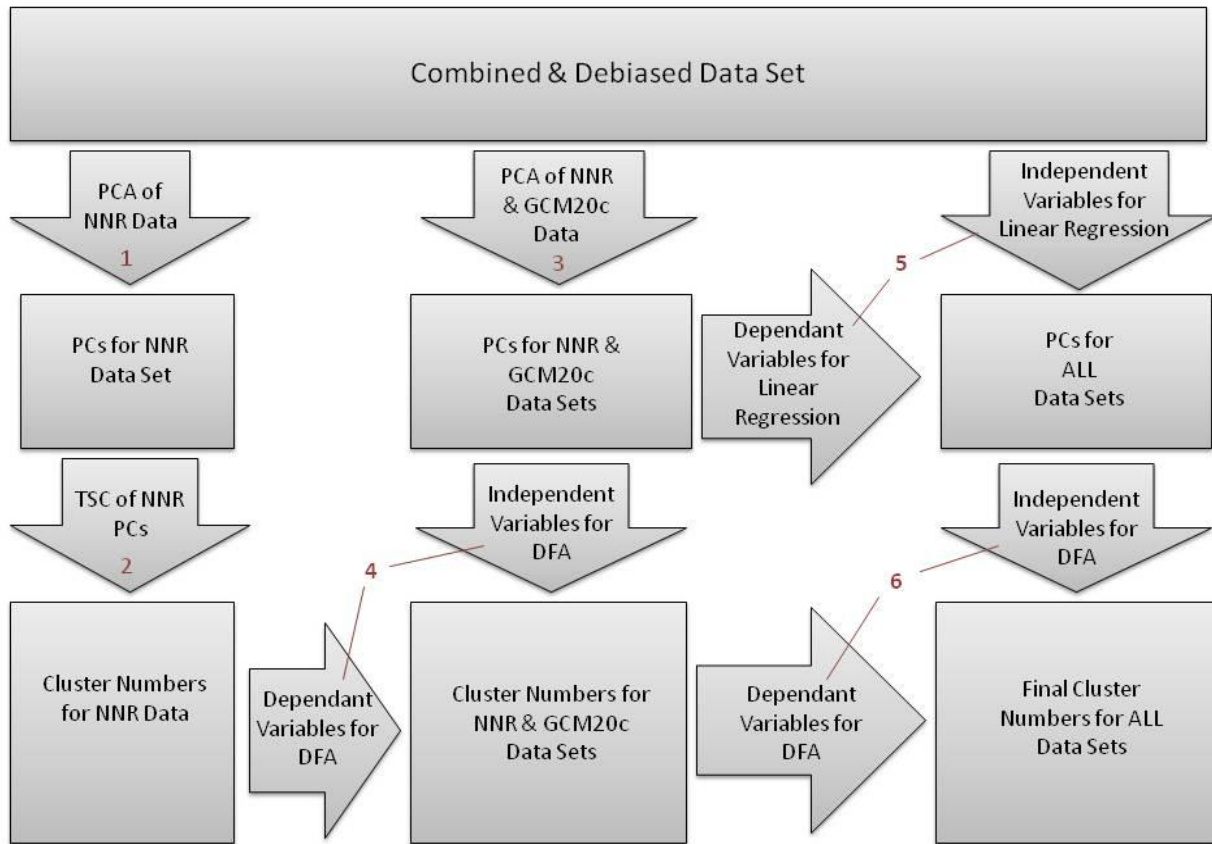 Combined & Debiased Data Set
PCA of
NNR Data
1
PCA of NNR
& GCM20c
Data
3
Independent
Variables for
Linear Regression
5
PCs for NNR
Data Set
PCs for NNR &
GCM20c
Data Sets
Dependant
Variables for
Linear
Regression
PCs for
ALL
Data Sets
TSC of NNR
PCs
2
Independent
Variables for
DFA
4
Independent
Variables for
DFA
6
Cluster Numbers
for NNR Data
Dependant
Variables for
DFA
Cluster Numbers for
NNR & GCM20c
Data Sets
Dependant
Variables for
DFA
Final Cluster
Numbers for ALL
Data Sets